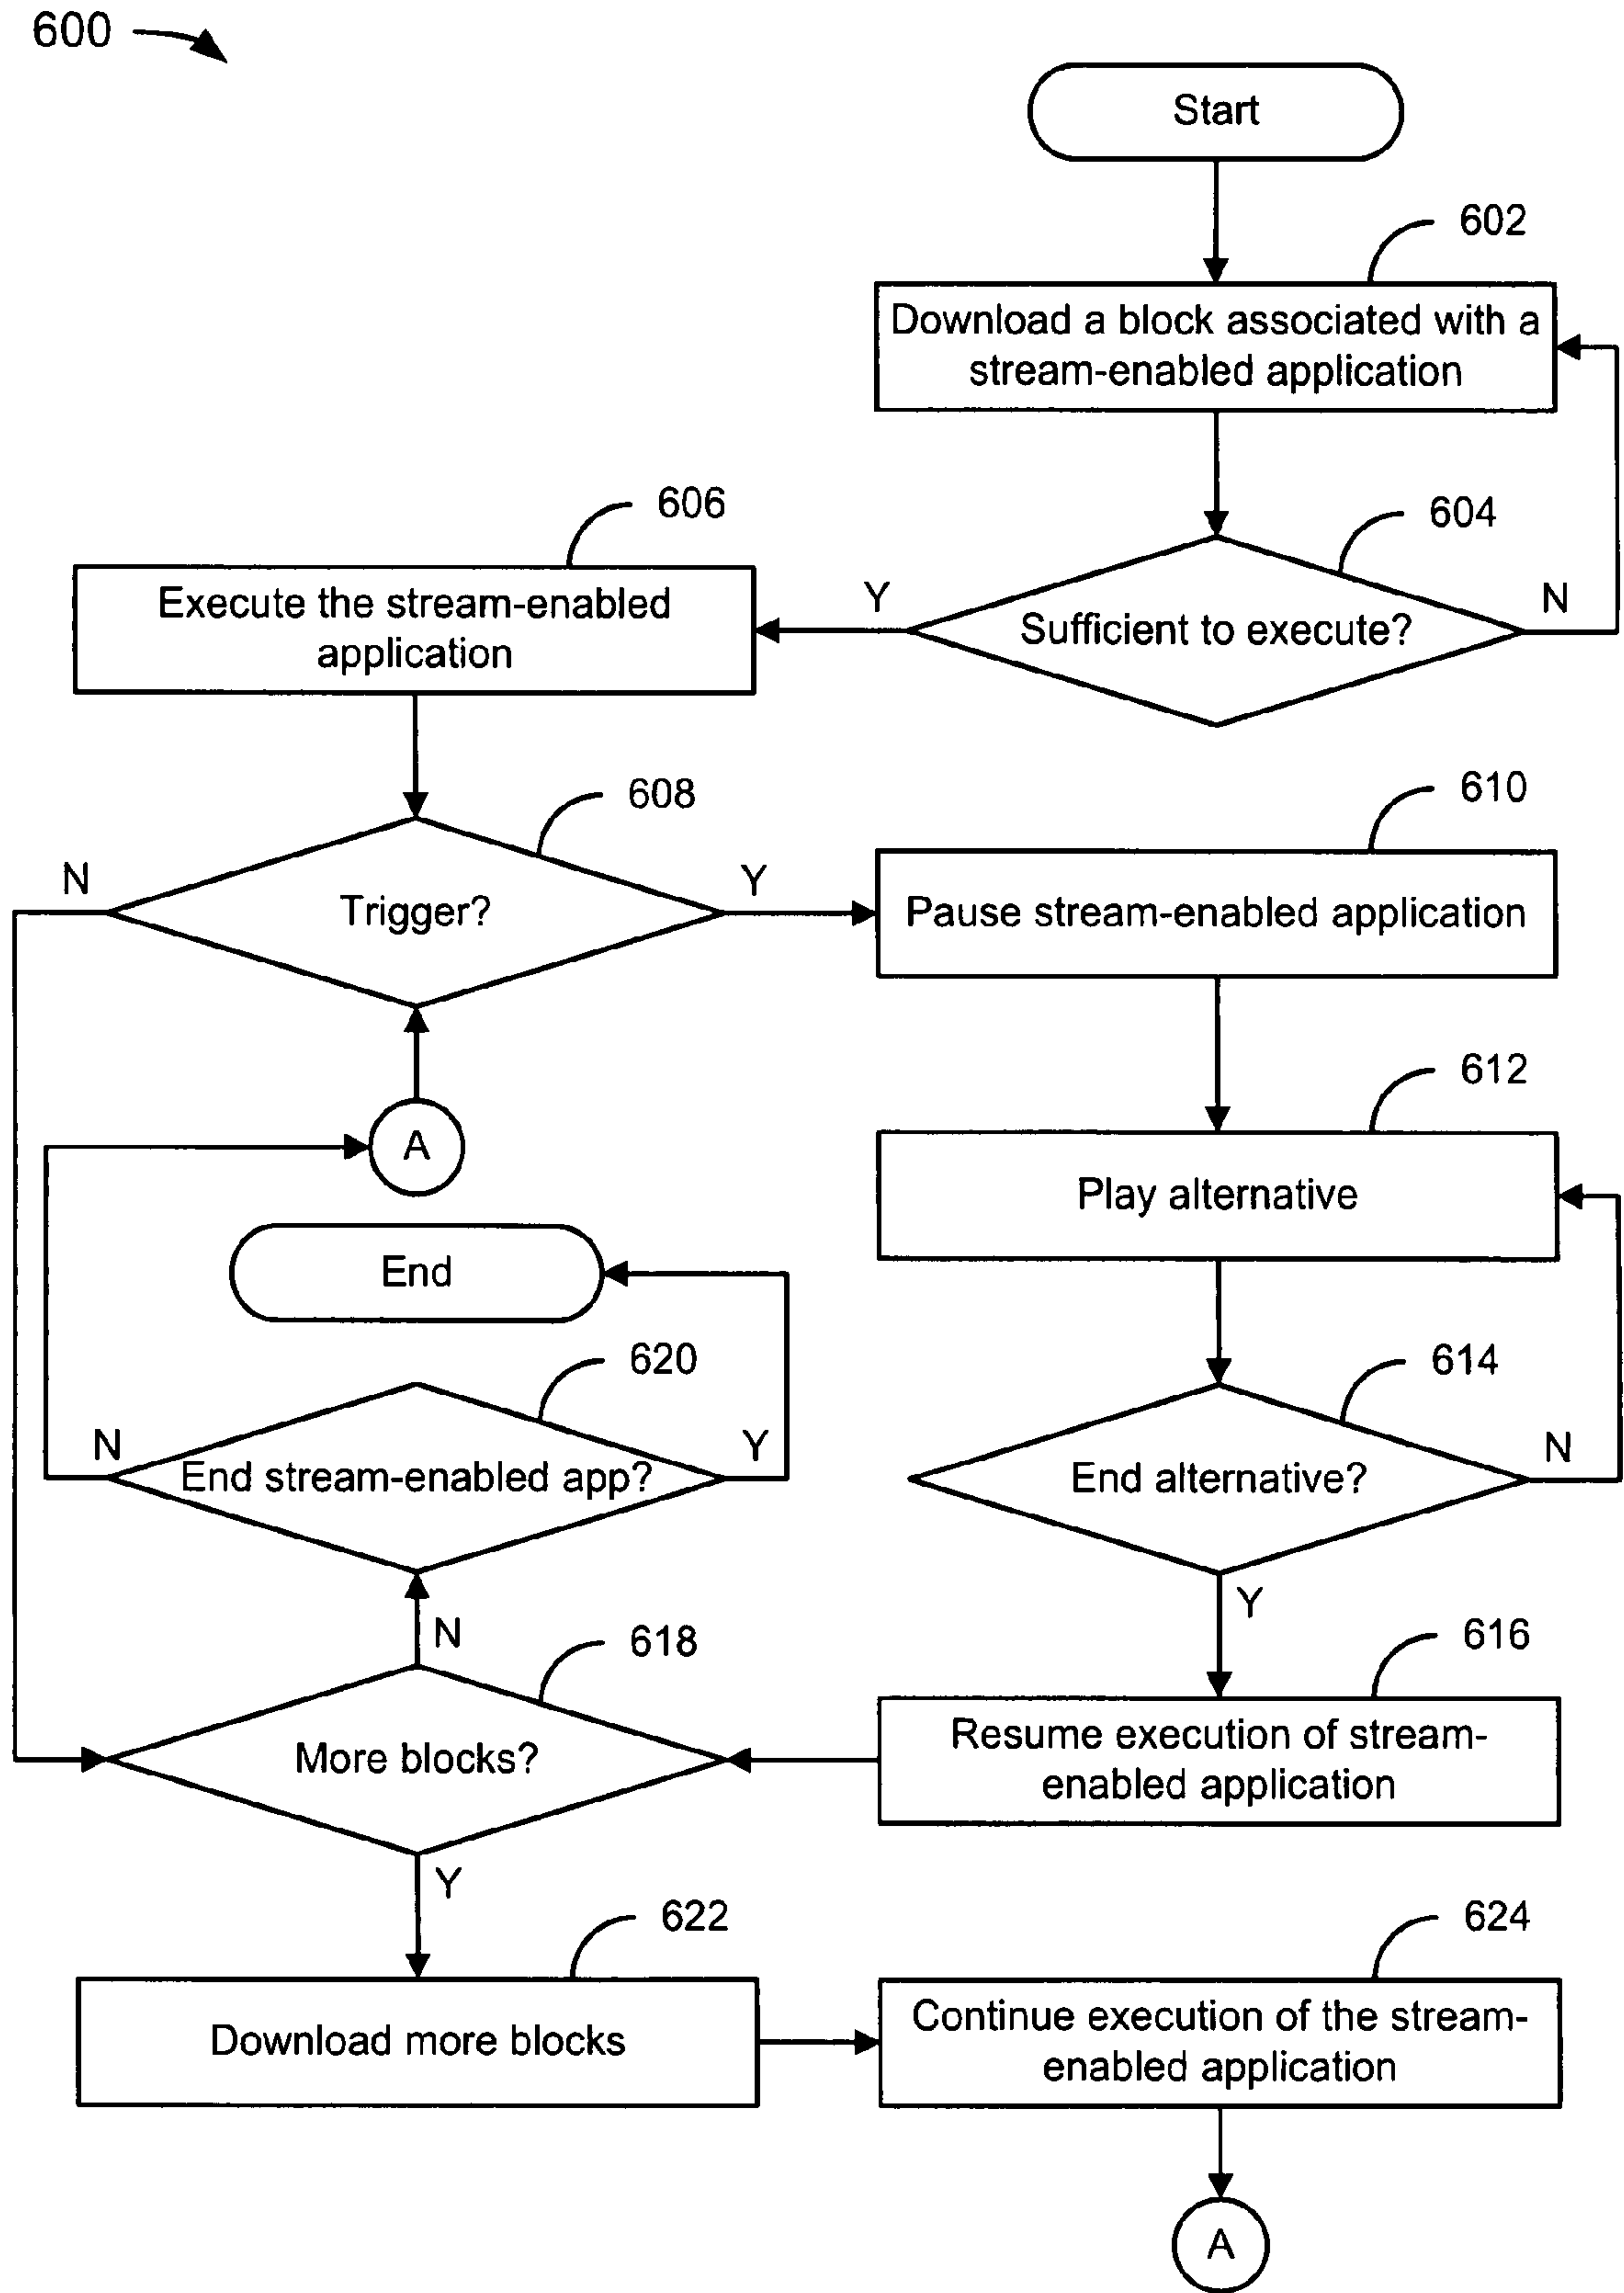 600
Start
602
Download a block associated with a
stream-enabled application
604
Sufficient to execute?
Y
N
606
Execute the stream-enabled
application
608
Trigger?
N
Y
610
Pause stream-enabled application
612
Play alternative
A
End
614
End alternative?
N
Y
620
End stream-enabled app?
N
Y
616
Resume execution of stream-
enabled application
618
More blocks?
N
Y
622
Download more blocks
624
Continue execution of the stream-
enabled application
A